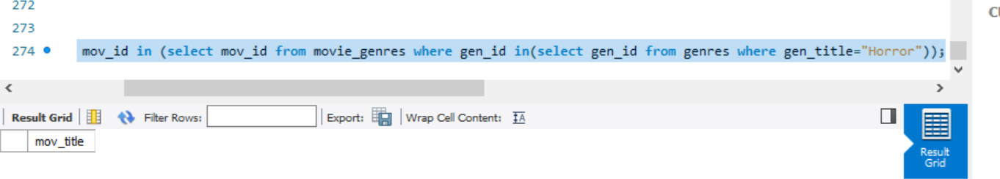 272
273
274 mov_id in (select mov_id from movie_genres where gen_id in(select gen_id from genres where gen_title="Horror"));
Result Grid Filter Rows: Export: Wrap Cell Content: IA
mov_title
Result
Grid